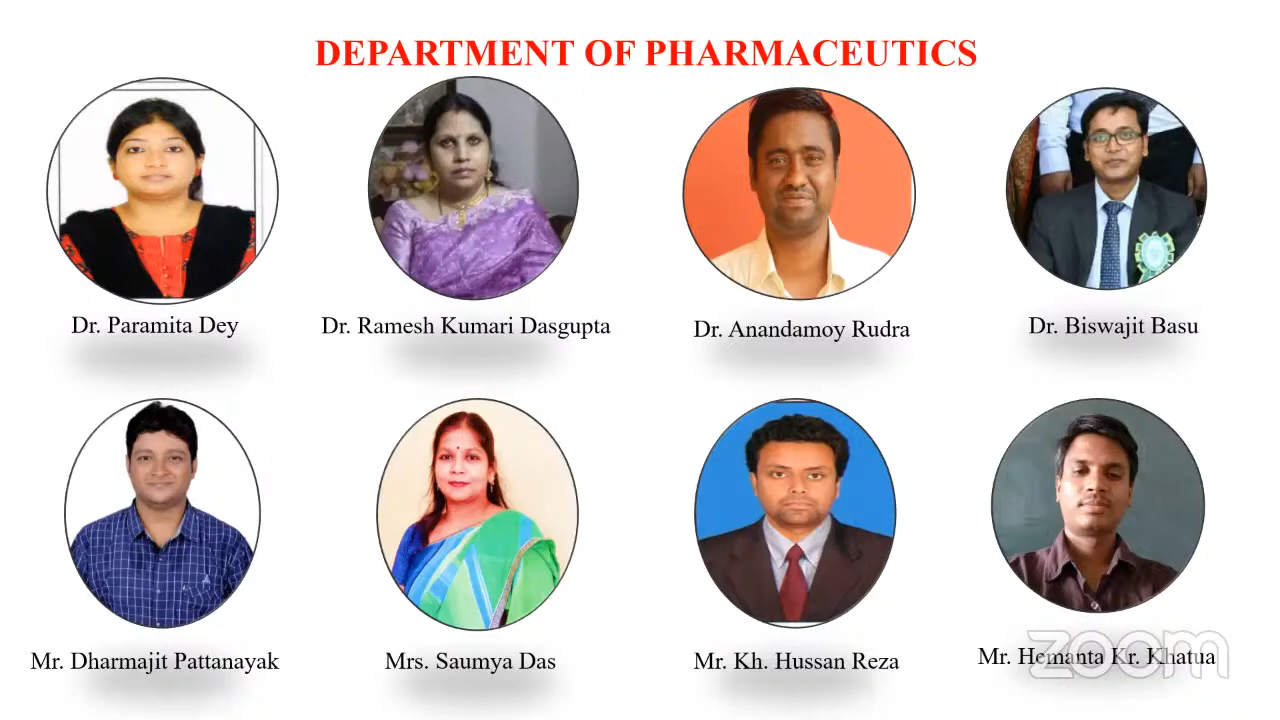 DEPARTMENT OF PHARMACEUTICS
Dr. Paramita Dey
Dr. Ramesh Kumari Dasgupta
Dr. Anandamoy Rudra
Dr. Biswajit Basu
Mr. Dharmajit Pattanayak
Mrs. Saumya Das
Mr. Kh. Hussan Reza
Mr. Hemanta Kr. Khatua
zoom